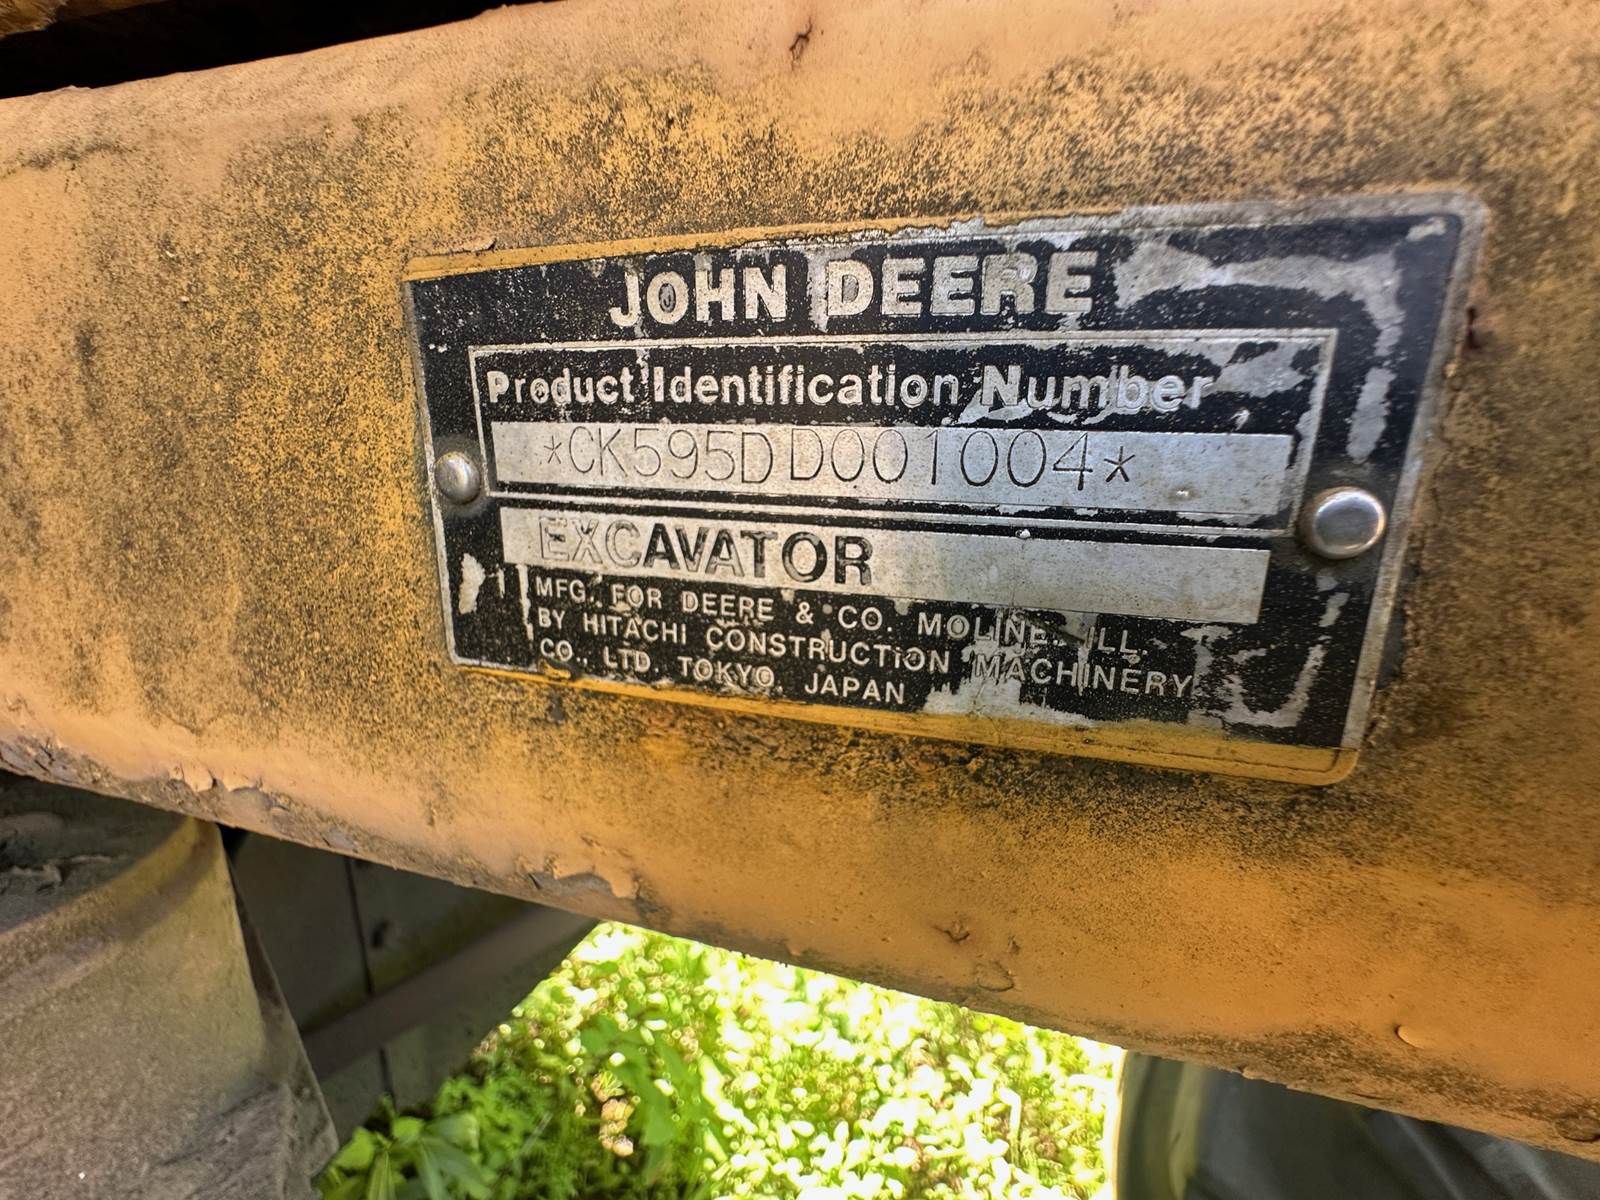 JOHN DEERE
Product Identification Number
*CK595DD001004*
EXCAVATOR
MFG. FOR DEERE & CO. MOLINE, ILL.
BY HITACHI CONSTRUCTION MACHINERY
CO., LTD. TOKYO, JAPAN